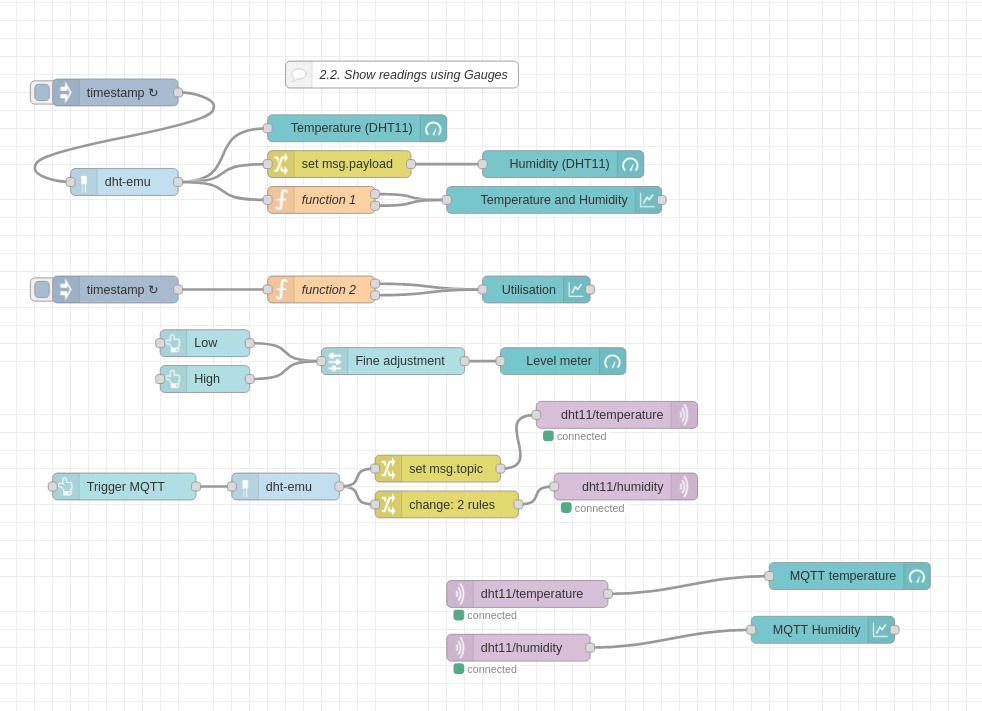 2.2. Show readings using Gauges
timestamp ↻
Temperature (DHT11)
set msg.payload
Humidity (DHT11)
dht-emu
function 1
Temperature and Humidity
timestamp ↻
function 2
Utilisation
Low
Fine adjustment
Level meter
High
dht11/temperature
connected
set msg.topic
Trigger MQTT
dht-emu
dht11/humidity
change: 2 rules
connected
MQTT temperature
dht11/temperature
connected
MQTT Humidity
dht11/humidity
connected